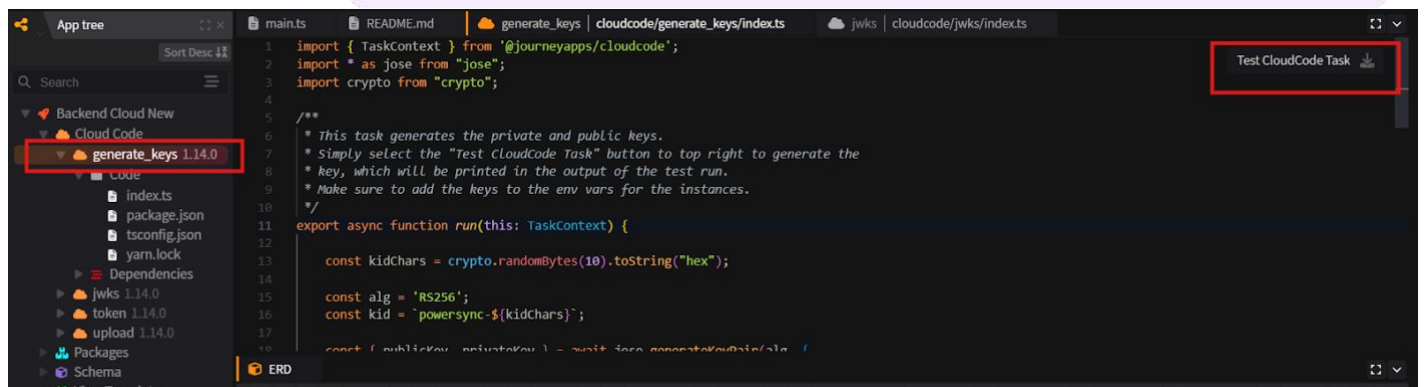 App tree
Sort Desc
Search
Backend Cloud New
Cloud Code
generate_keys 1.14.0
Code
index.ts
package.json
tsconfig.json
yarn.lock
Dependencies
jwks 1.14.0
token 1.14.0
upload 1.14.0
Packages
Schema
main.ts README.md generate_keys | cloudcode/generate_keys/index.ts jwks | cloudcode/jwks/index.ts
Test CloudCode Task
1 import { TaskContext } from '@journeyapps/cloudcode';
2 import * as jose from "jose";
3 import crypto from "crypto";
4
5 /**
6 * This task generates the private and public keys.
7 * Simply select the "Test CloudCode Task" button to top right to generate the
8 * key, which will be printed in the output of the test run.
9 * Make sure to add the keys to the env vars for the instances.
10 */
11 export async function run(this: TaskContext) {
12
13 const kidChars = crypto.randomBytes(10).toString("hex");
14
15 const alg = 'RS256';
16 const kid = `powersync-${kidChars}`;
17
18 const { publicKey, privateKey } = await jose.generateKeyPair(alg, {
ERD